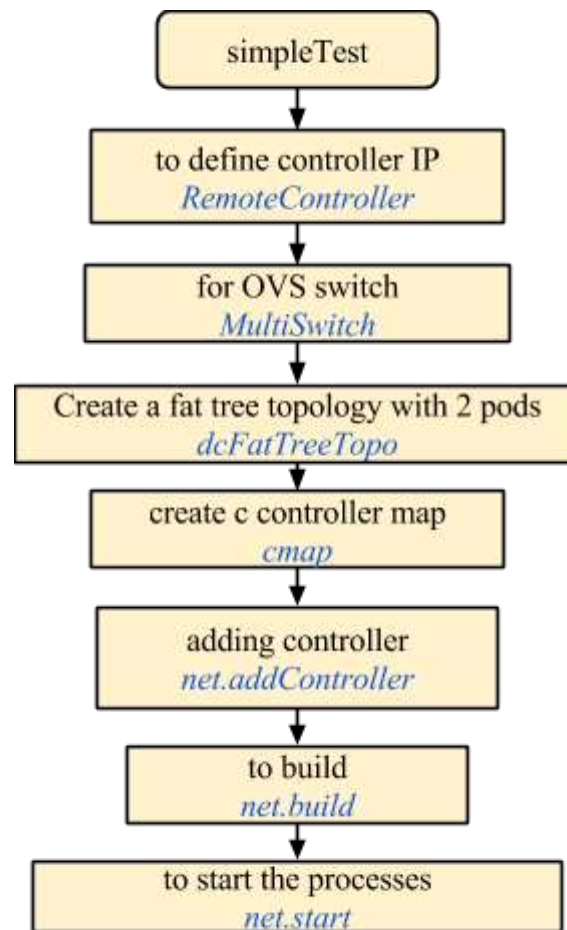 simpleTest
to define controller IP
RemoteController
for OVS switch
MultiSwitch
Create a fat tree topology with 2 pods
dcFatTreeTopo
create c controller map
cmap
adding controller
net.addController
to build
net.build
to start the processes
net.start